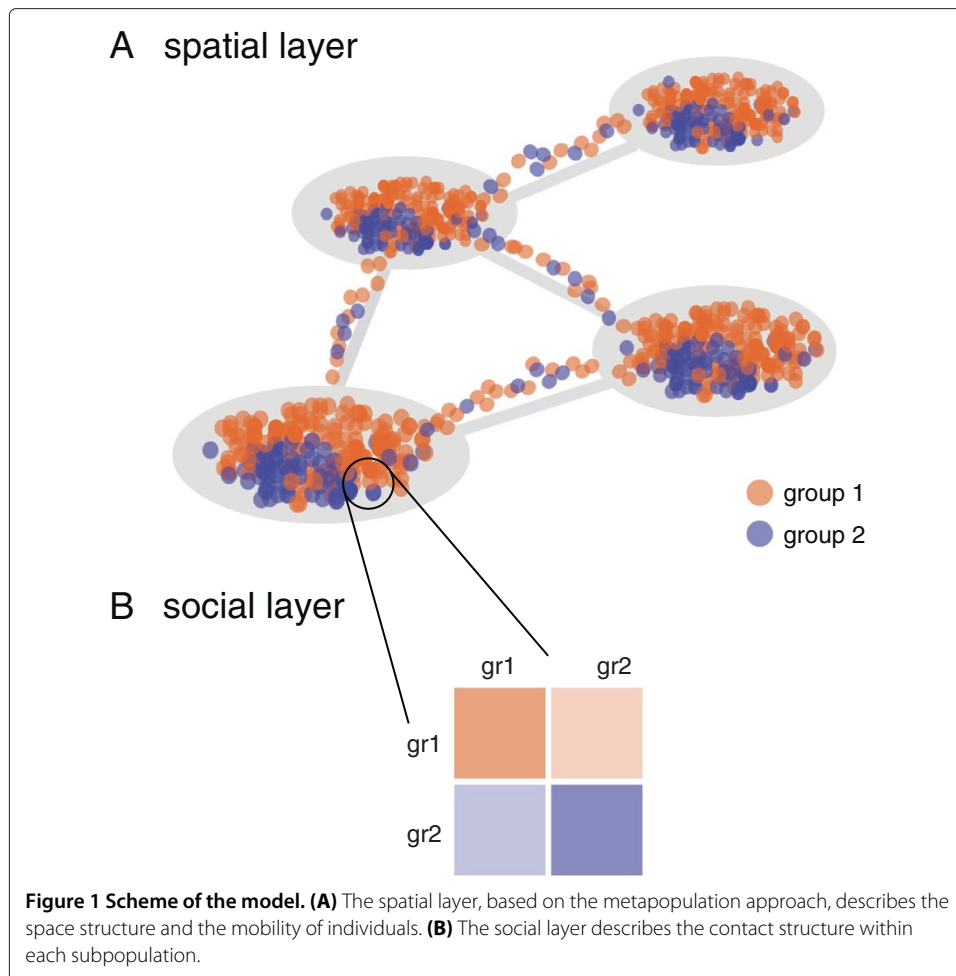 A spatial layer
group 1
group 2
B social layer
gr1 gr2
gr1
gr2
Figure 1 Scheme of the model. (A) The spatial layer, based on the metapopulation approach, describes the
space structure and the mobility of individuals. (B) The social layer describes the contact structure within
each subpopulation.